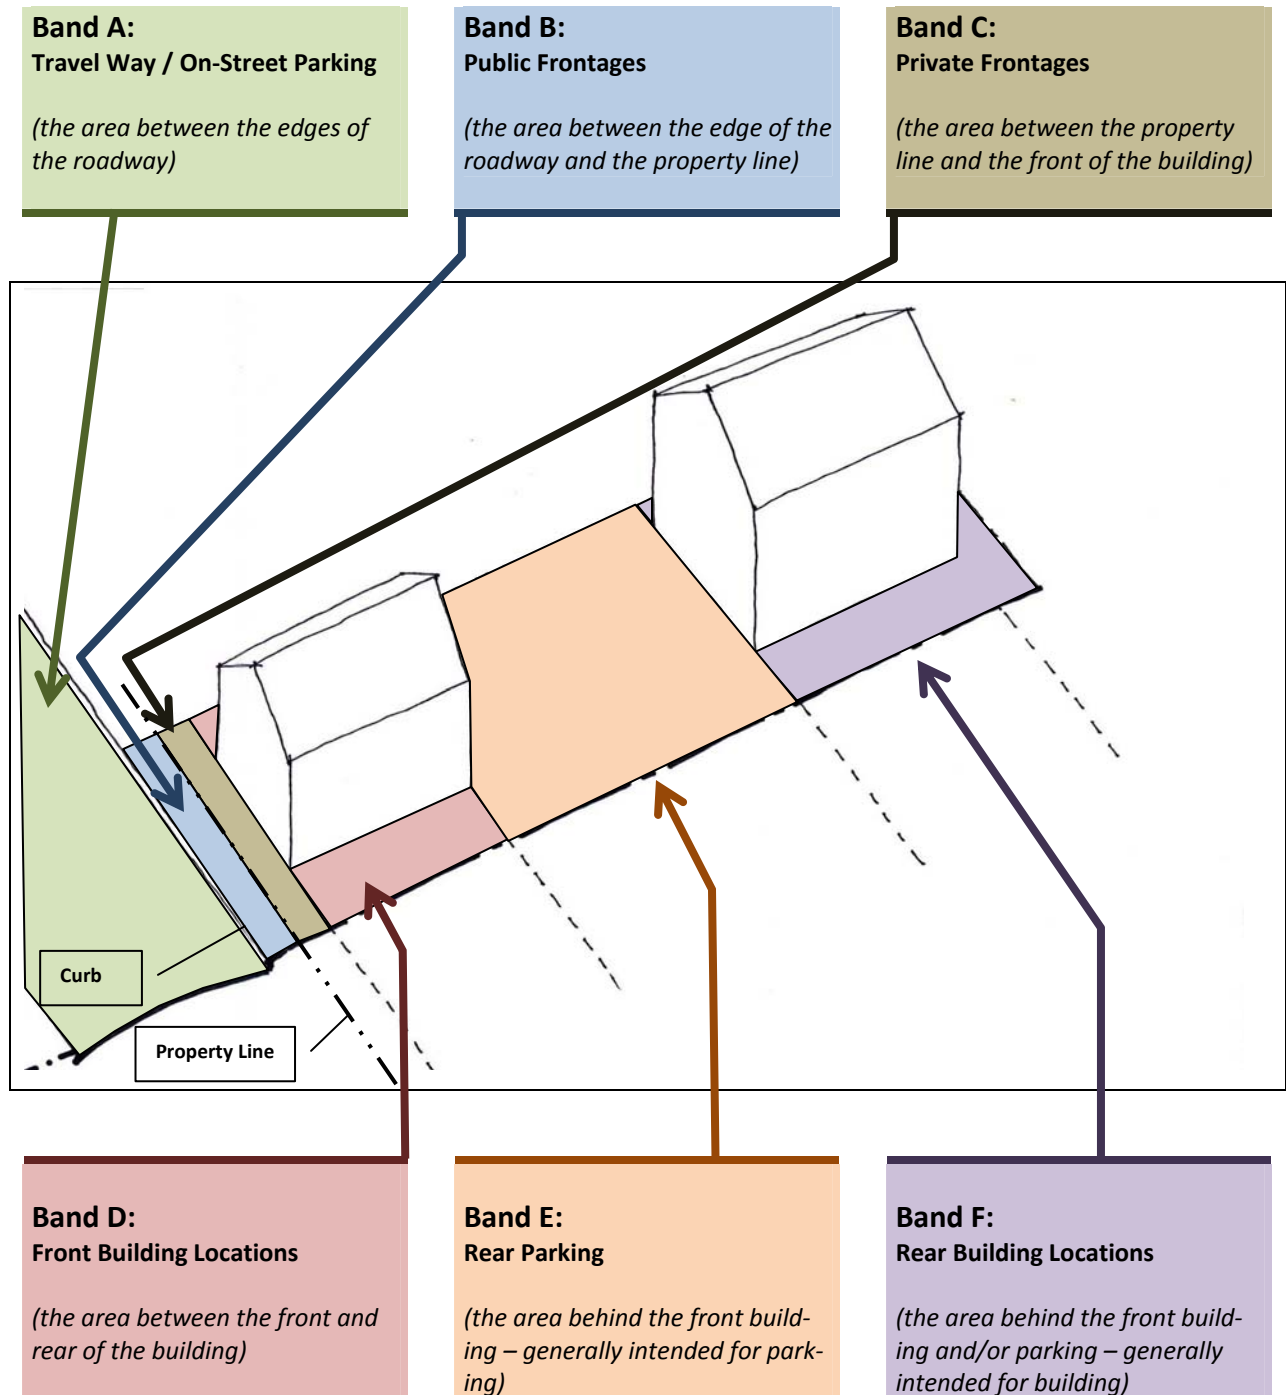 Band A:
Travel Way / On-Street Parking
(the area between the edges of
the roadway)
Band B:
Public Frontages
(the area between the edge of the
roadway and the property line)
Band C:
Private Frontages
(the area between the property
line and the front of the building)
Curb
Property Line
Band D:
Front Building Locations
(the area between the front and
rear of the building)
Band E:
Rear Parking
(the area behind the front build-
ing – generally intended for park-
ing)
Band F:
Rear Building Locations
(the area behind the front build-
ing and/or parking – generally
intended for building)